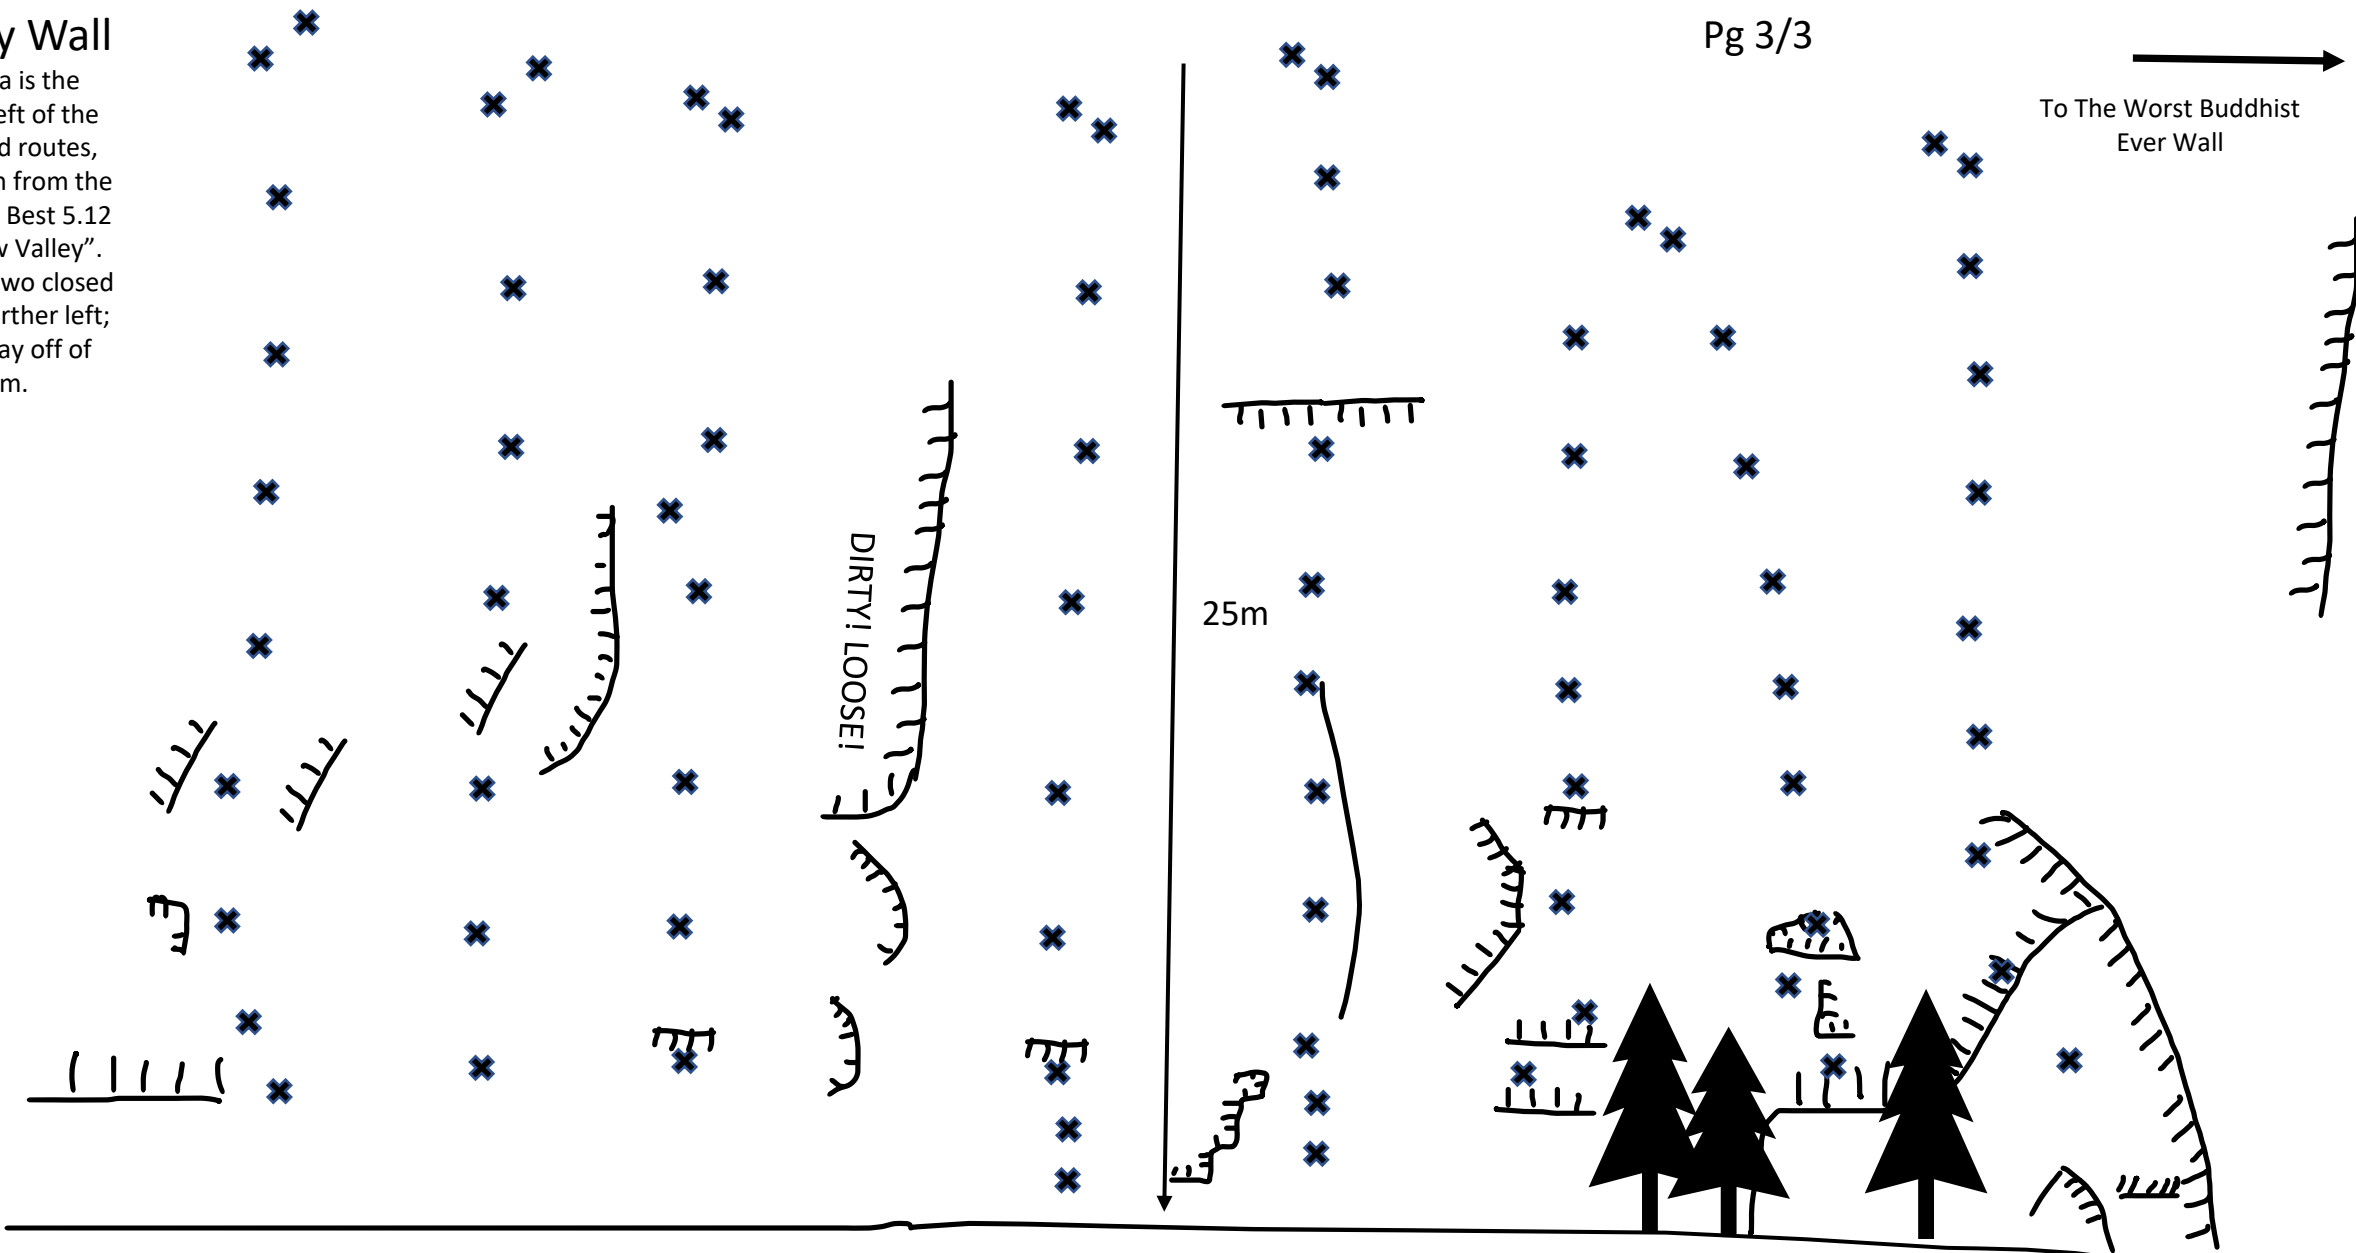 y Wall
a is the
eft of the
d routes,
n from the
Best 5.12
w Valley”.
wo closed
rther left;
ay off of
m.
DIRTY! LOOSE!
25m
Pg 3/3
To The Worst Buddhist
Ever Wall